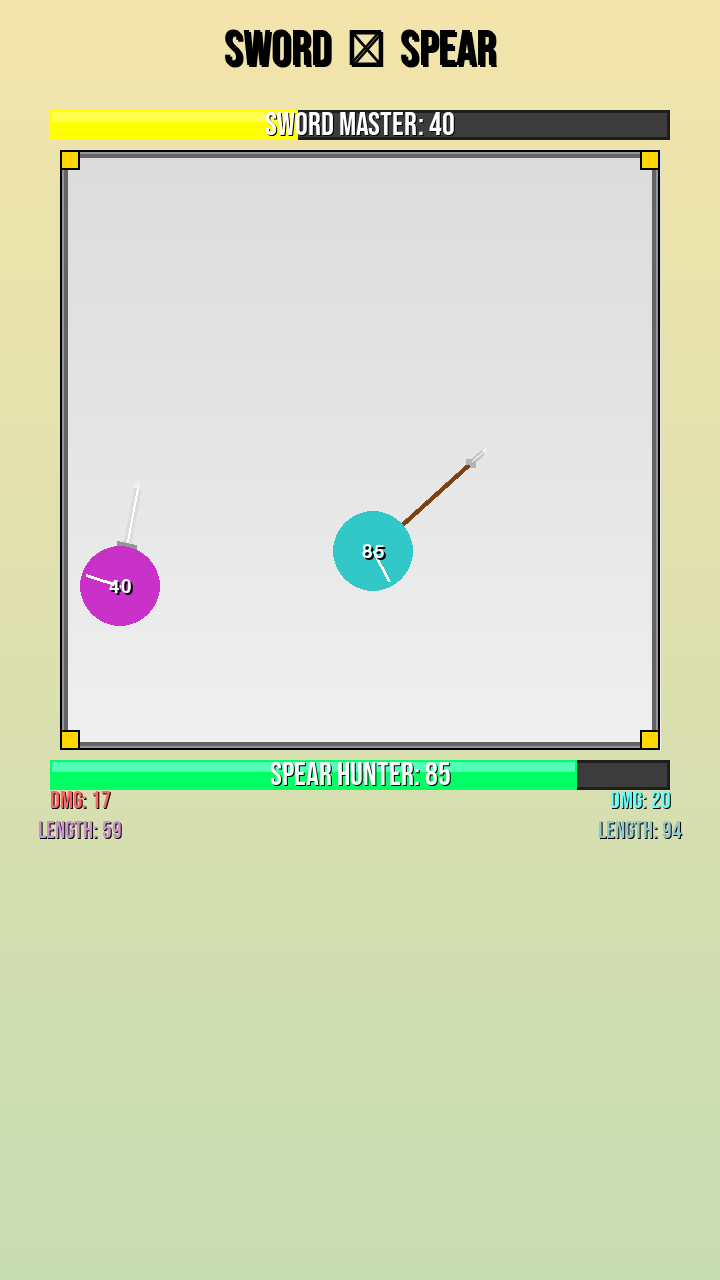 SWORD SPEAR
SWORD MASTER: 40
40
85
SPEAR HUNTER: 85
DMG: 17
DMG: 20
LENGTH: 59
LENGTH: 94